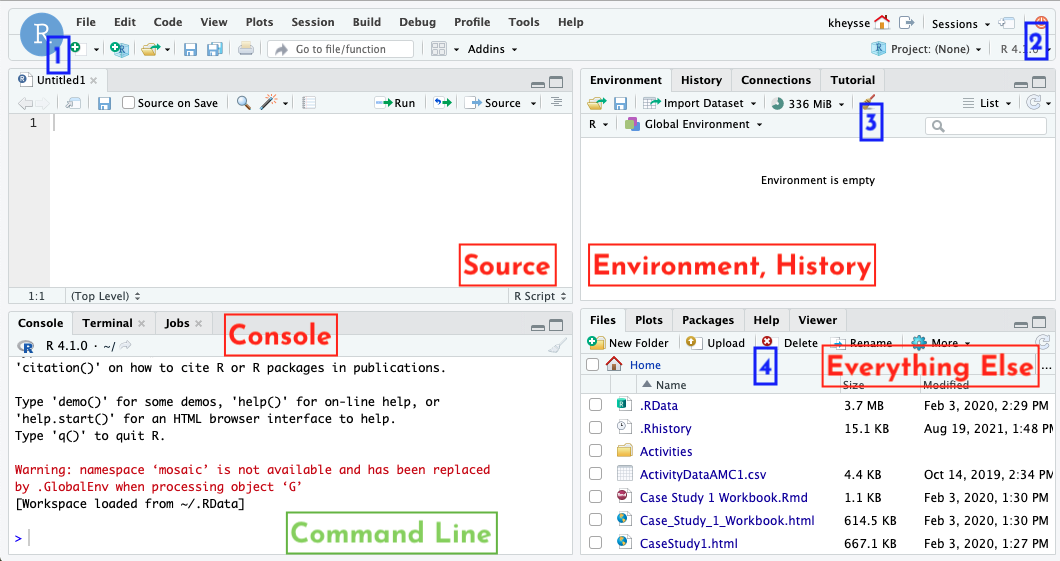 R
File Edit Code View Plots Session Build Debug Profile Tools Help
kheysse Sessions
1
Go to file/function
Addins
2
Project: (None)
R 4.1.0
Untitled1
Source on Save
Run
Source
1
1:1
(Top Level)
R Script
Source
Environment History Connections Tutorial
Import Dataset
336 MiB
3
List
R
Global Environment
Environment is empty
Environment, History
Console Terminal Jobs
Console
R 4.1.0 · ~/
'citation()' on how to cite R or R packages in publications.
Type 'demo()' for some demos, 'help()' for on-line help, or
'help.start()' for an HTML browser interface to help.
Type 'q()' to quit R.
Warning: namespace ‘mosaic’ is not available and has been replaced
by .GlobalEnv when processing object ‘G’
[Workspace loaded from ~/.RData]
>
Command Line
Files Plots Packages Help Viewer
New Folder Upload Delete Rename More
4
Everything Else
Home
...
Name Size Modified
.RData 3.7 MB Feb 3, 2020, 2:29 PM
.Rhistory 15.1 KB Aug 19, 2021, 1:48 PM
Activities
ActivityDataAMC1.csv 4.4 KB Oct 14, 2019, 2:34 PM
Case Study 1 Workbook.Rmd 1.1 KB Feb 3, 2020, 1:30 PM
Case_Study_1_Workbook.html 614.5 KB Feb 3, 2020, 1:30 PM
CaseStudy1.html 667.1 KB Feb 3, 2020, 1:27 PM